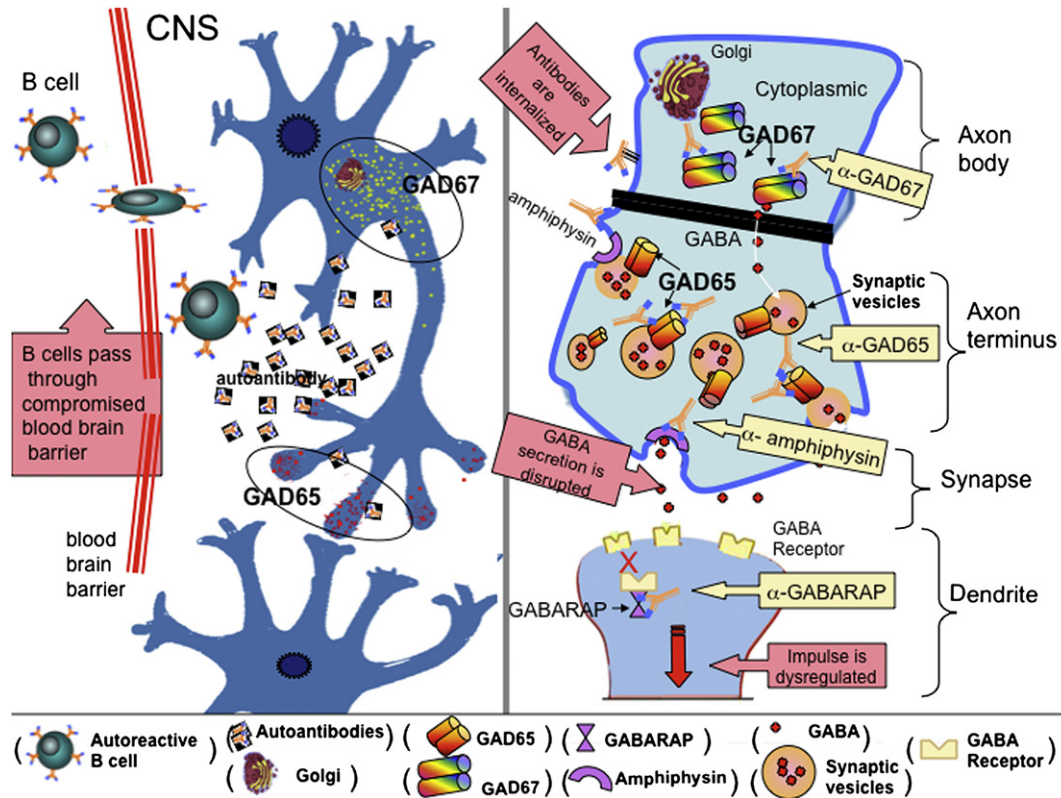 CNS
B cell
B cells pass
through
compromised
blood brain
barrier
blood
brain
barrier
GAD67
autoantibody
GAD65
Antibodies
are
internalized
Golgi
Cytoplasmic
GAD67
α-GAD67
Axon
body
amphiphysin
GABA
GAD65
Synaptic
vesicles
α-GAD65
Axon
terminus
α- amphiphysin
GABA
secretion is
disrupted
Synapse
GABA
Receptor
X
GABARAP
α-GABARAP
Dendrite
Impulse is
dysregulated
( Autoreactive
B cell )
( Autoantibodies)
( Golgi )
( GAD65 )
( GAD67 )
( GABARAP )
( Amphiphysin )
( GABA )
( Synaptic
vesicles )
( GABA
Receptor )